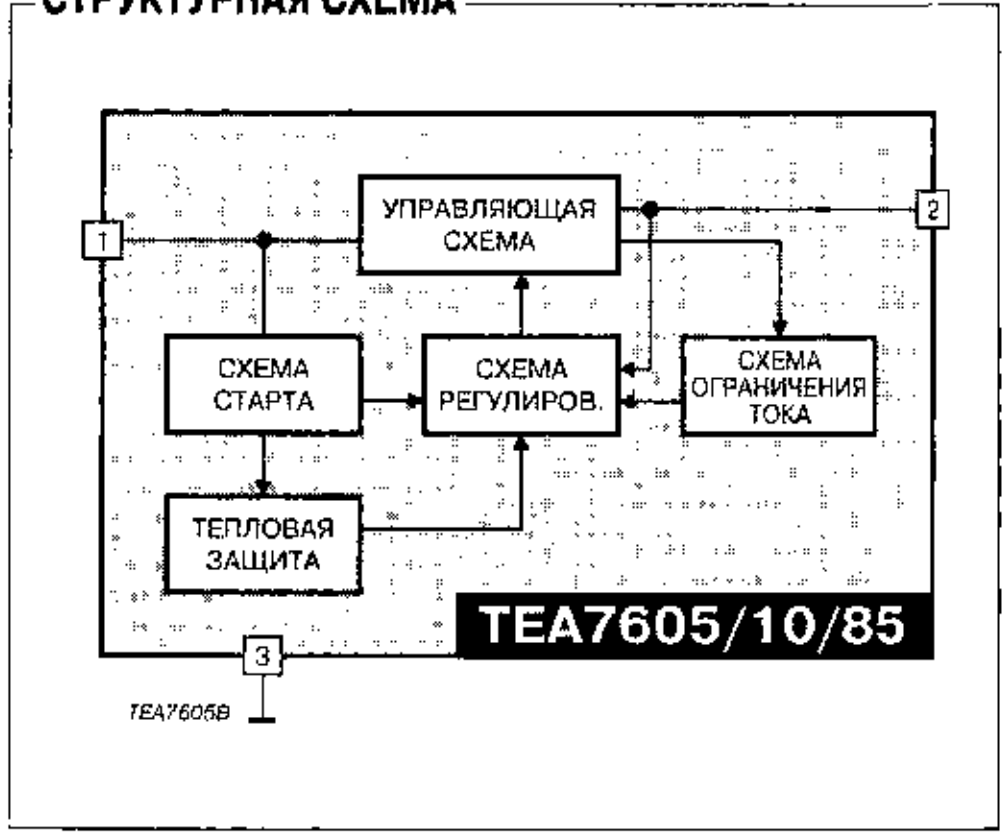 СТРУКТУРНАЯ СХЕМА
УПРАВЛЯЮЩАЯ
СХЕМА
1
2
СХЕМА
СТАРТА
СХЕМА
РЕГУЛИРОВ.
СХЕМА
ОГРАНИЧЕНИЯ
ТОКА
ТЕПЛОВАЯ
ЗАЩИТА
TEA7605/10/85
3
TEA7605B